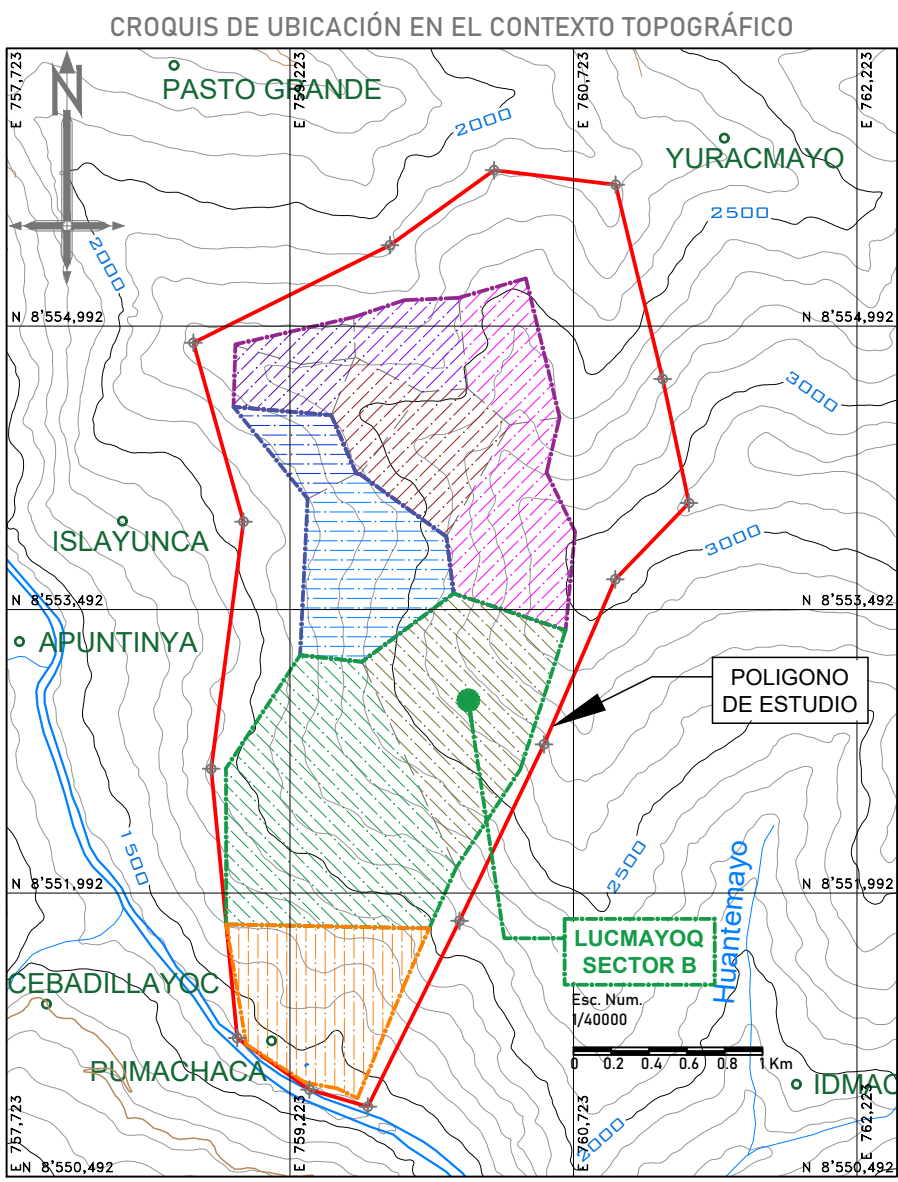 CROQUIS DE UBICACIÓN EN EL CONTEXTO TOPOGRÁFICO
E 757,723
E 759,223
E 760,723
E 762,223
N
PASTO GRANDE
2000
YURACMAYO
2500
2000
N 8'554,992
N 8'554,992
3000
ISLAYUNCA
3000
N 8'553,492
N 8'553,492
APUNTINYA
POLIGONO
DE ESTUDIO
1500
2500
Huantemayo
N 8'551,992
N 8'551,992
LUCMAYOQ
SECTOR B
CEBADILLAYOC
Esc. Num.
1/40000
0 0.2 0.4 0.6 0.8 1 Km
PUMACHACA
IDMAC
2000
E 757,723
E 759,223
E 760,723
E 762,223
N 8'550,492
N 8'550,492